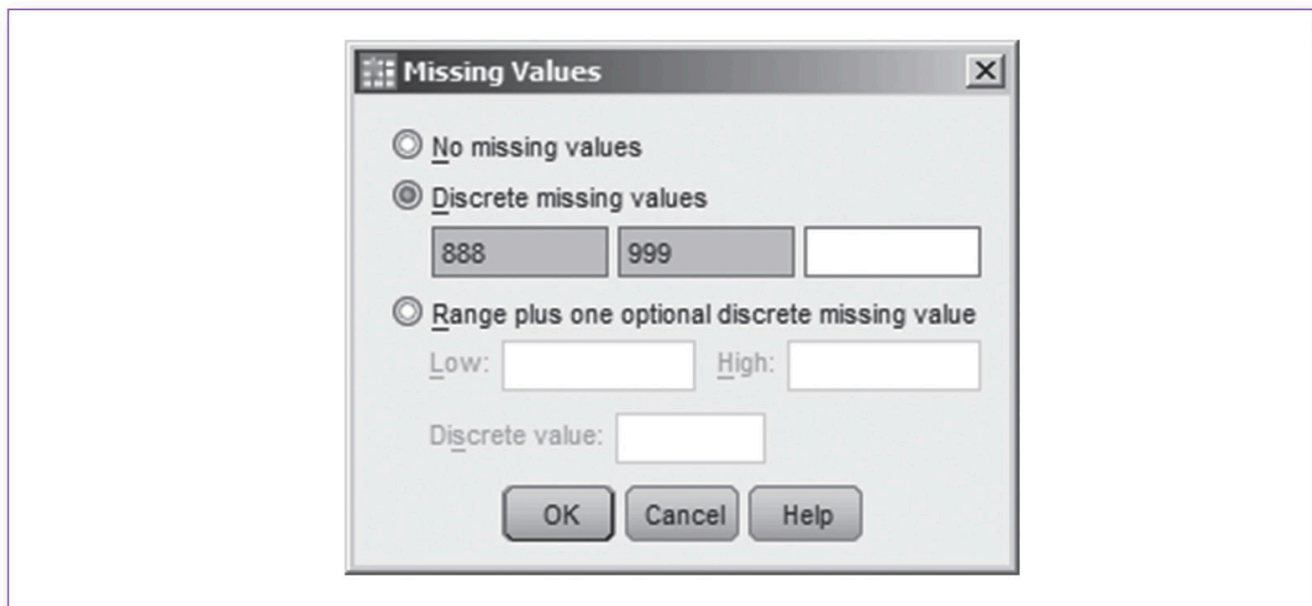 Missing Values
No missing values
Discrete missing values
888 999
Range plus one optional discrete missing value
Low: High:
Discrete value:
OK Cancel Help